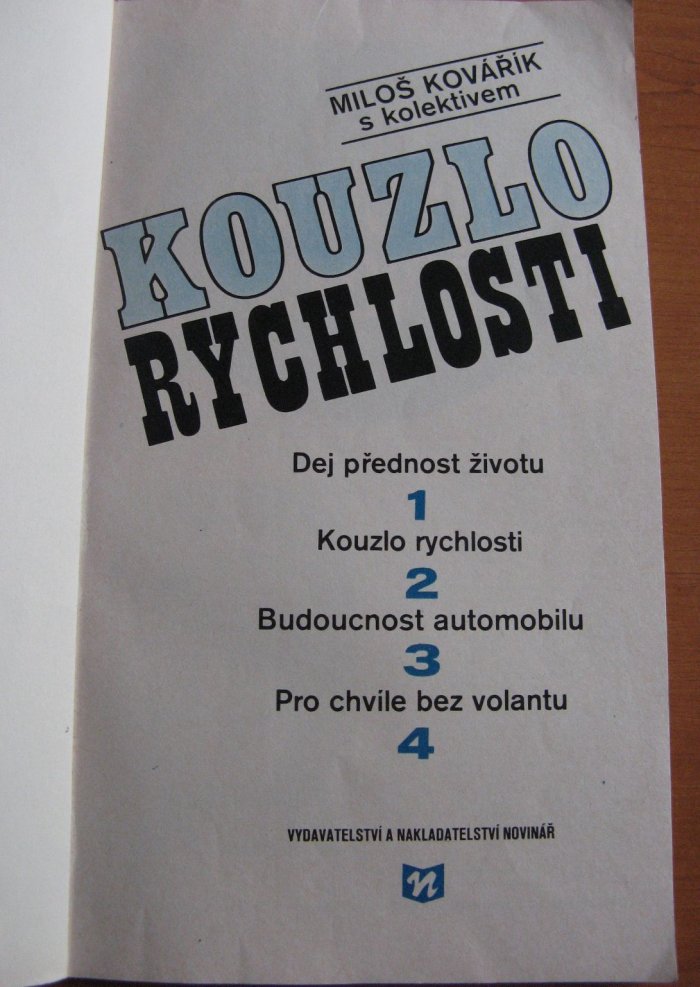 MILOŠ KOVÁŘÍK
s kolektivem
KOUZLO
RYCHLOSTI
Dej přednost životu
1
Kouzlo rychlosti
2
Budoucnost automobilu
3
Pro chvíle bez volantu
4
VYDAVATELSTVÍ A NAKLADATELSTVÍ NOVINÁŘ
n